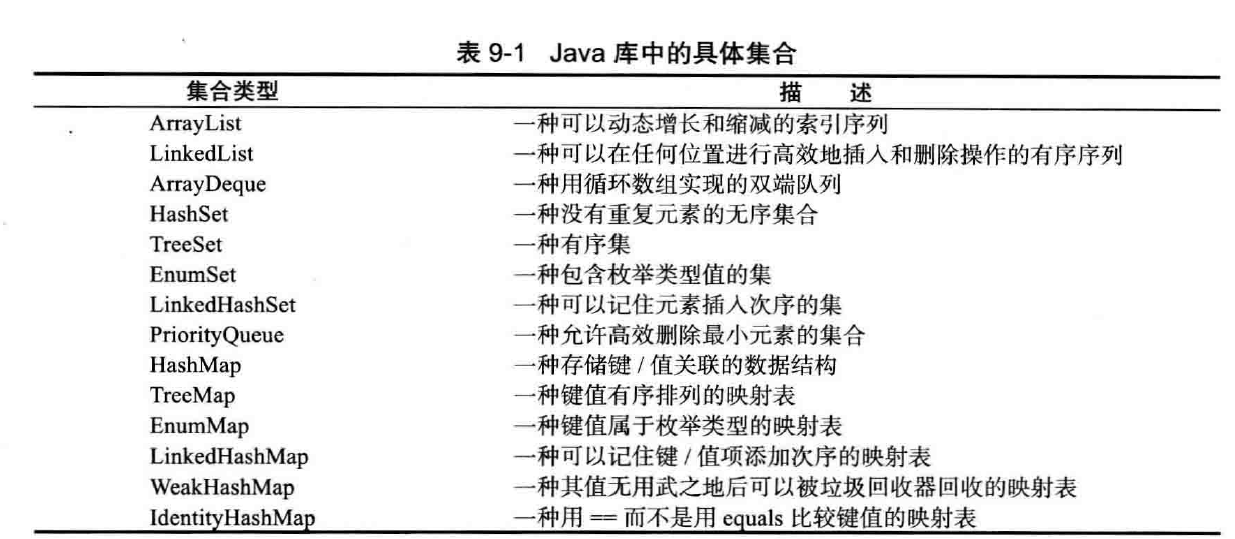 表 9-1 Java 库中的具体集合
集合类型 描 述
ArrayList 一种可以动态增长和缩减的索引序列
LinkedList 一种可以在任何位置进行高效地插入和删除操作的有序序列
ArrayDeque 一种用循环数组实现的双端队列
HashSet 一种没有重复元素的无序集合
TreeSet 一种有序集
EnumSet 一种包含枚举类型值的集
LinkedHashSet 一种可以记住元素插入次序的集
PriorityQueue 一种允许高效删除最小元素的集合
HashMap 一种存储键 / 值关联的数据结构
TreeMap 一种键值有序排列的映射表
EnumMap 一种键值属于枚举类型的映射表
LinkedHashMap 一种可以记住键 / 值项添加次序的映射表
WeakHashMap 一种其值无用武之地后可以被垃圾回收器回收的映射表
IdentityHashMap 一种用 == 而不是用 equals 比较键值的映射表